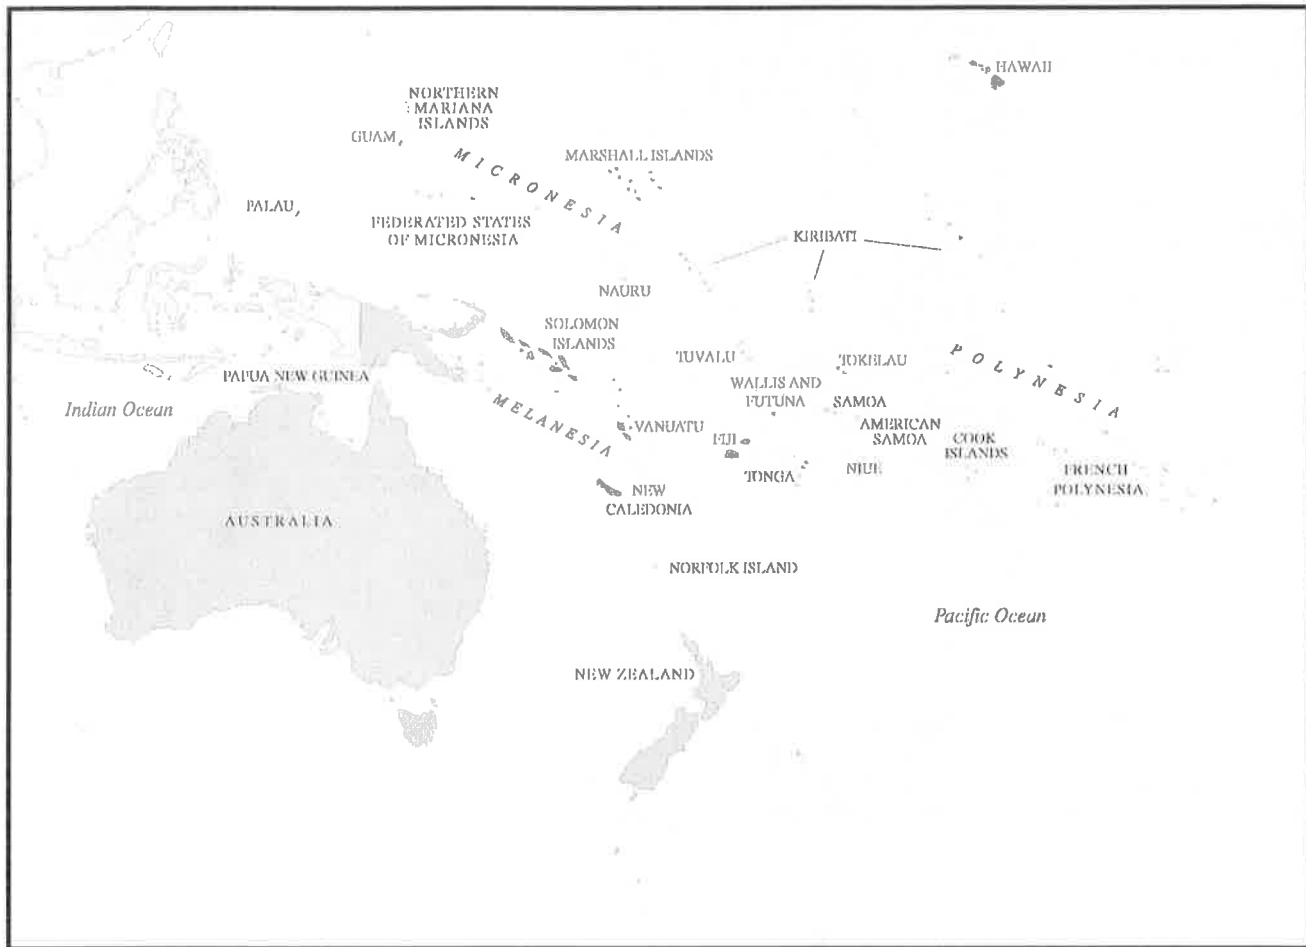 HAWAII
NORTHERN
MARIANA
ISLANDS
GUAM
MICRONESIA
MARSHALL ISLANDS
PALAU
FEDERATED STATES
OF MICRONESIA
KIRIBATI
NAURU
SOLOMON
ISLANDS
TUVALU
TOKELAU
POLYNESIA
PAPUA NEW GUINEA
WALLIS AND
FUTUNA
SAMOA
Indian Ocean
MELANESIA
VANUATU
FIJI
AMERICAN
SAMOA
COOK
ISLANDS
TONGA
NIUE
FRENCH
POLYNESIA
NEW
CALEDONIA
AUSTRALIA
NORFOLK ISLAND
Pacific Ocean
NEW ZEALAND